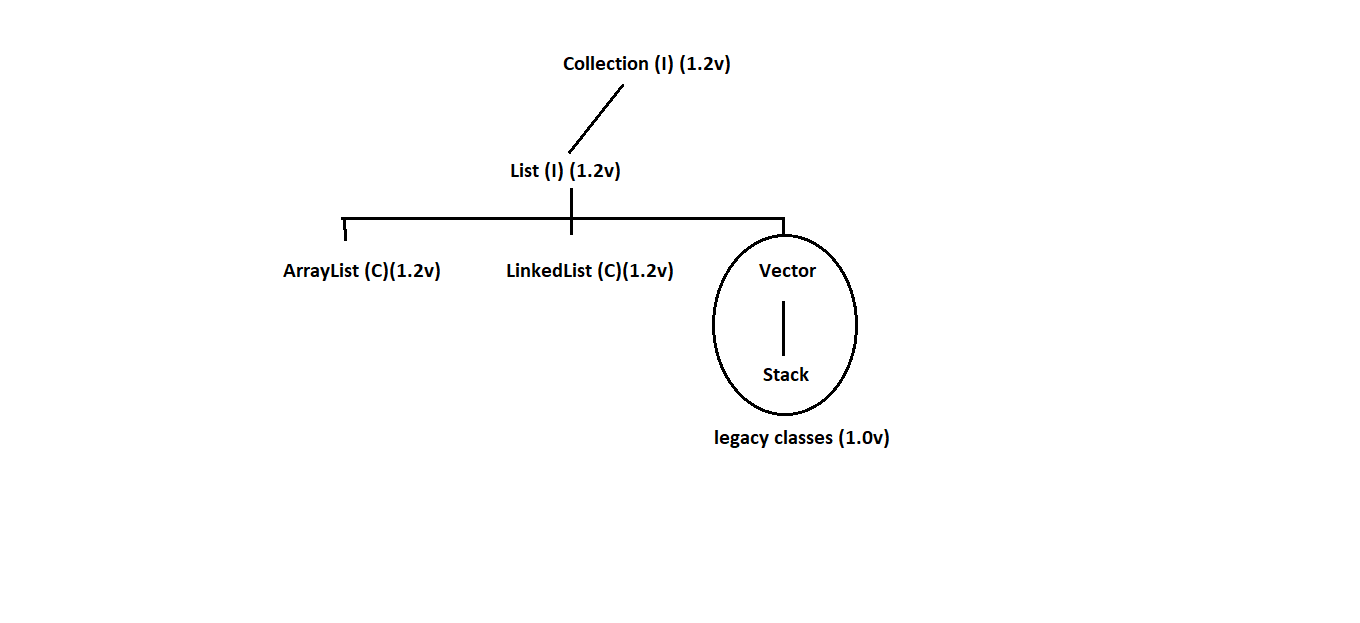 Collection (I) (1.2v)
List (I) (1.2v)
ArrayList (C)(1.2v)
LinkedList (C)(1.2v)
Vector
Stack
legacy classes (1.0v)